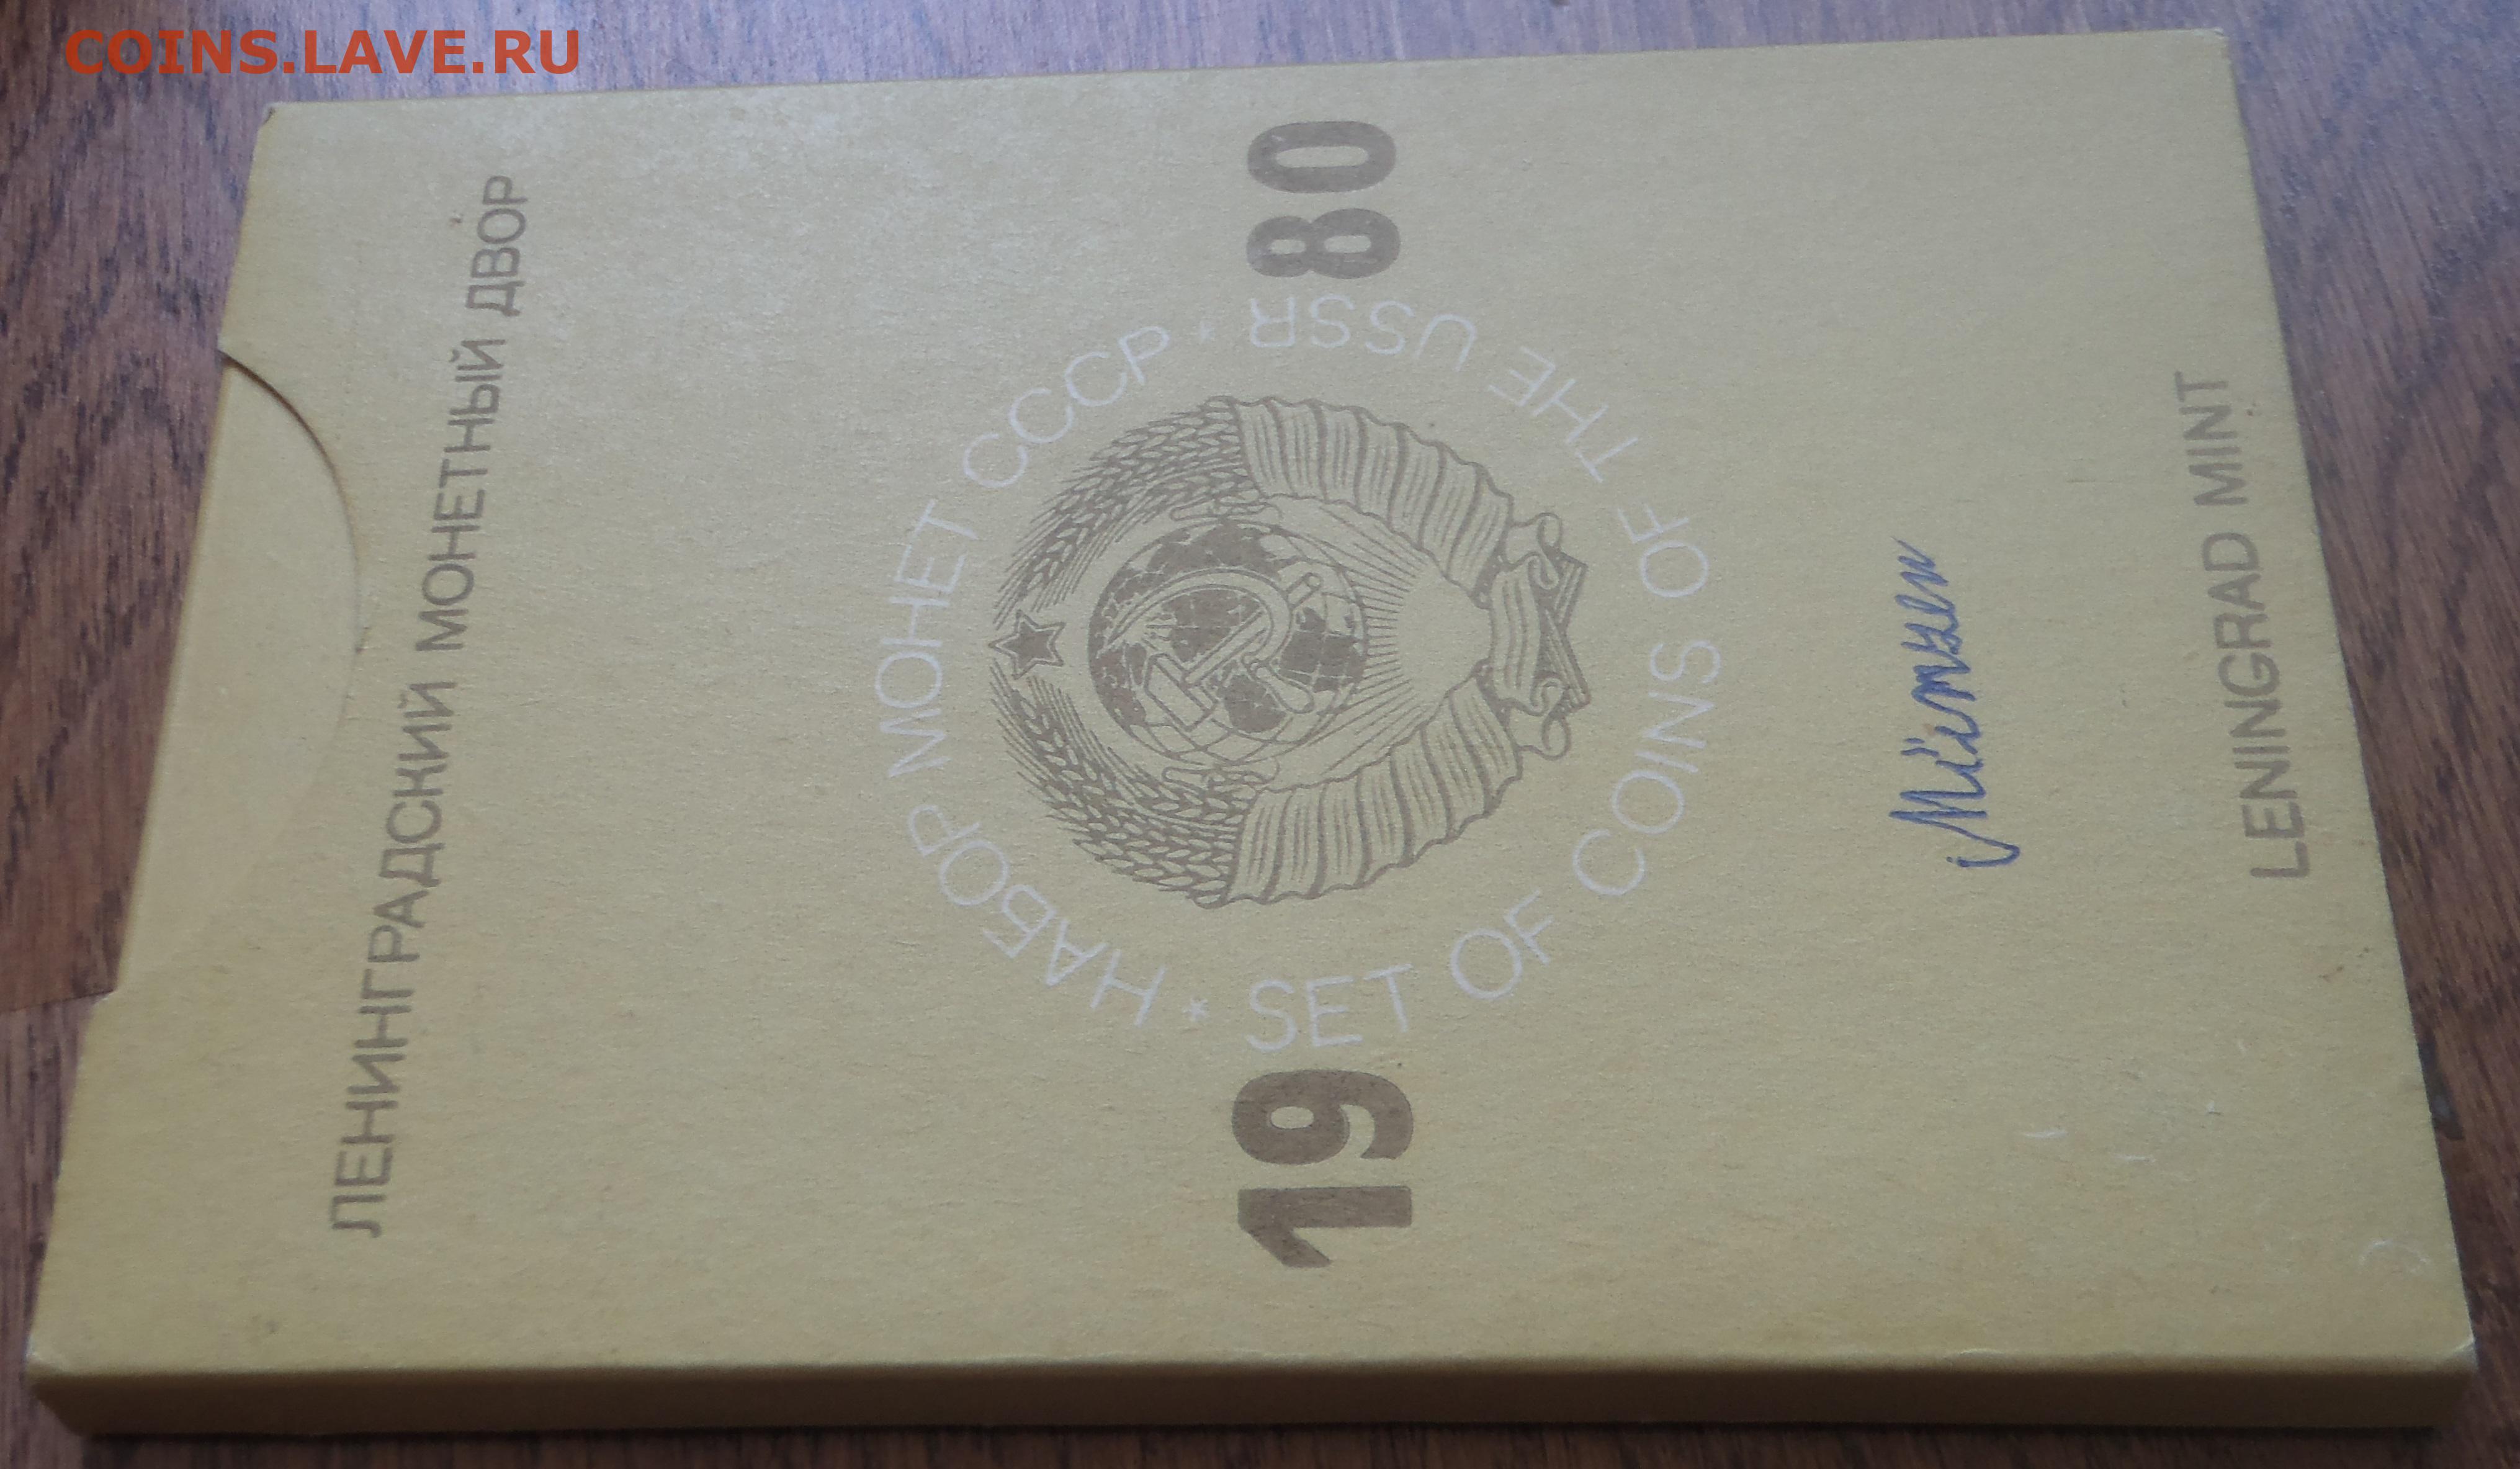 COINS.LAVE.RU
ЛЕНИНГРАДСКИЙ МОНЕТНЫЙ ДВОР
НАБОР МОНЕТ СССР
19 80
* SET OF COINS OF THE USSR *
Münzen
LENINGRAD MINT